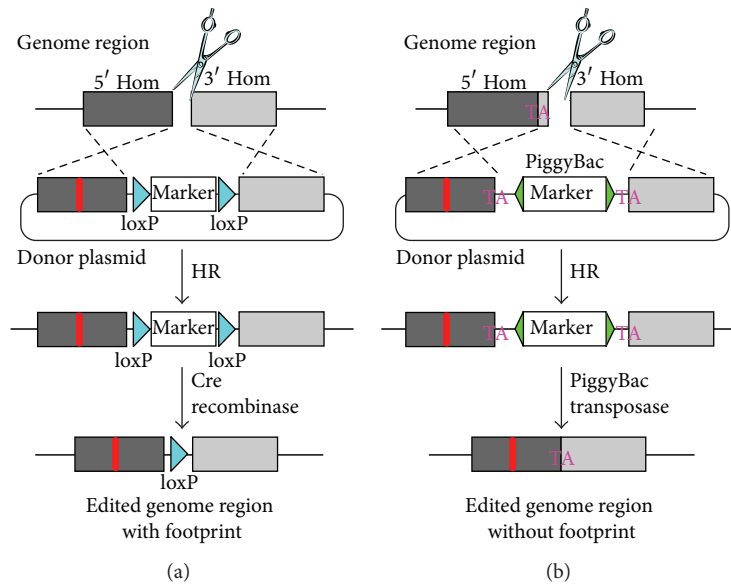 Genome region
5′ Hom
3′ Hom
Marker
loxP
loxP
Donor plasmid
HR
Marker
loxP
loxP
Cre
recombinase
loxP
Edited genome region
with footprint
(a)
Genome region
5′ Hom
3′ Hom
TA
PiggyBac
TA
Marker
TA
Donor plasmid
HR
TA
Marker
TA
PiggyBac
transposase
TA
Edited genome region
without footprint
(b)